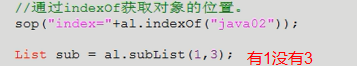 //通过indexOf获取对象的位置。
sop("index="+al.indexOf("java02"));
List sub = al.subList(1,3); 有1没有3